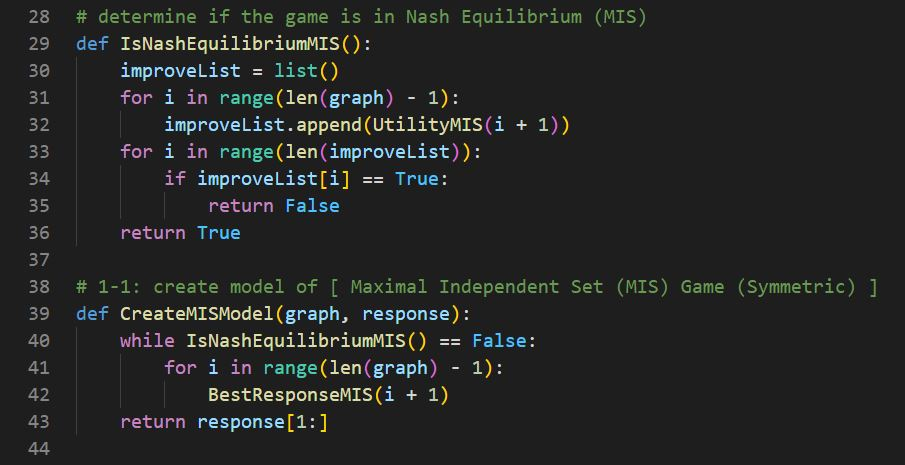 28 # determine if the game is in Nash Equilibrium (MIS)
29 def IsNashEquilibriumMIS():
30     improveList = list()
31     for i in range(len(graph) - 1):
32         improveList.append(UtilityMIS(i + 1))
33     for i in range(len(improveList)):
34         if improveList[i] == True:
35             return False
36     return True
37
38 # 1-1: create model of [ Maximal Independent Set (MIS) Game (Symmetric) ]
39 def CreateMISModel(graph, response):
40     while IsNashEquilibriumMIS() == False:
41         for i in range(len(graph) - 1):
42             BestResponseMIS(i + 1)
43     return response[1:]
44